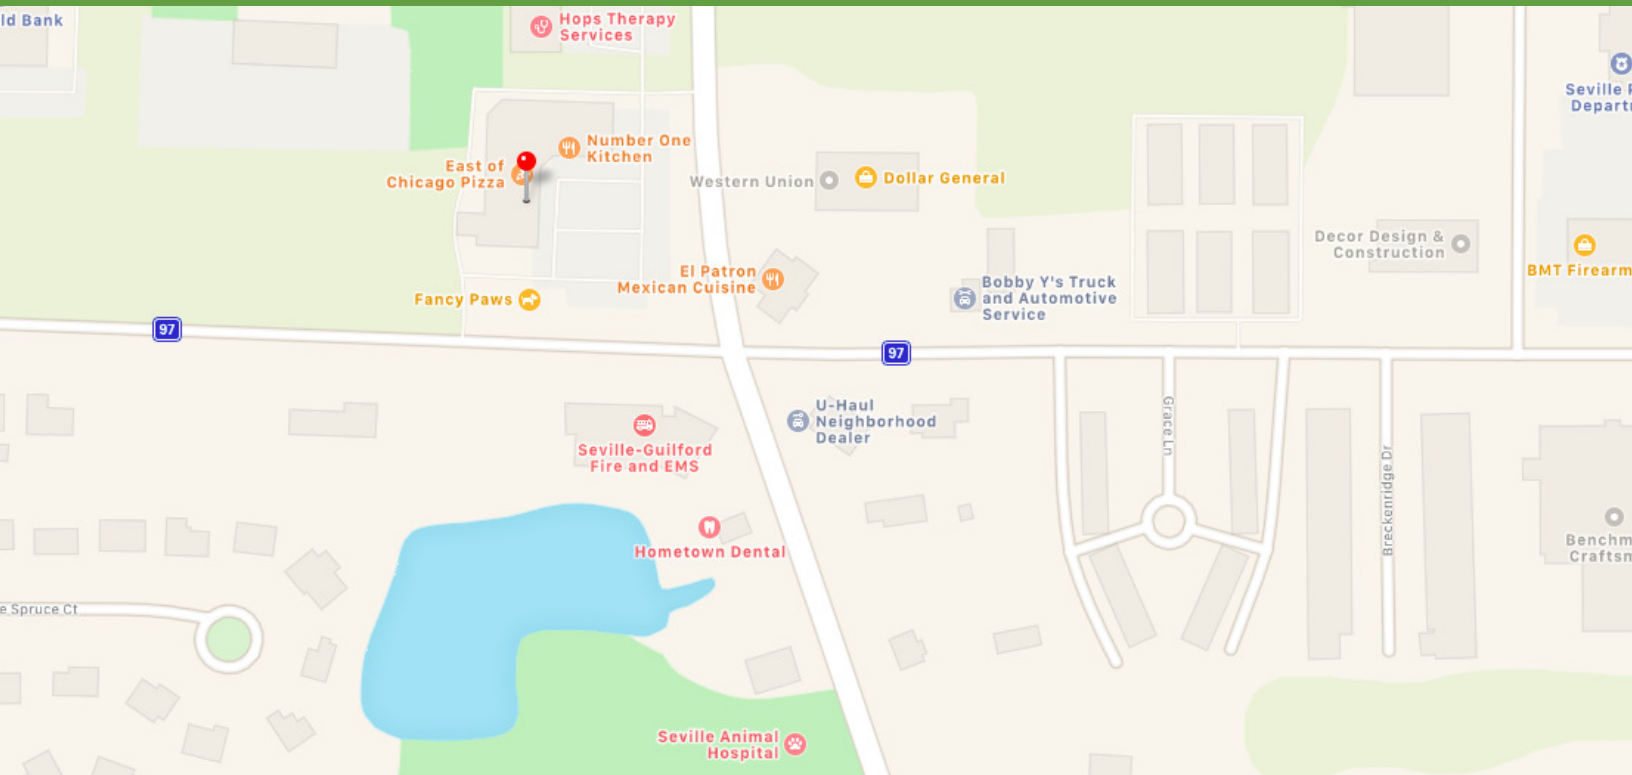 ld Bank
Hops Therapy
Services
Seville
Depart
Number One
Kitchen
East of
Chicago Pizza
Western Union
Dollar General
Decor Design &
Construction
BMT Firearm
El Patron
Mexican Cuisine
Bobby Y's Truck
and Automotive
Service
Fancy Paws
97
97
U-Haul
Neighborhood
Dealer
Grace Ln
Seville-Guilford
Fire and EMS
Breckenridge Dr
Hometown Dental
Benchm
Craftsm
e Spruce Ct
Seville Animal
Hospital